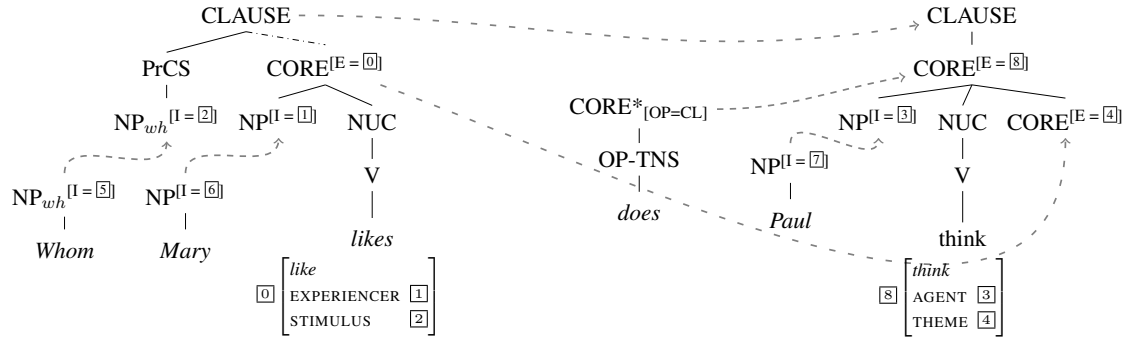 CLAUSE CLAUSE
PrCS CORE[E = 0] CORE[E = 8]
CORE*[OP=CL]
NPwh[I = 2] NP[I = 1] NUC NP[I = 3] NUC CORE[E = 4]
OP-TNS NP[I = 7]
V V
NPwh[I = 5] NP[I = 6]
does Paul
Whom Mary likes think
like think
0 EXPERIENCER 1 8 AGENT 3
STIMULUS 2 THEME 4